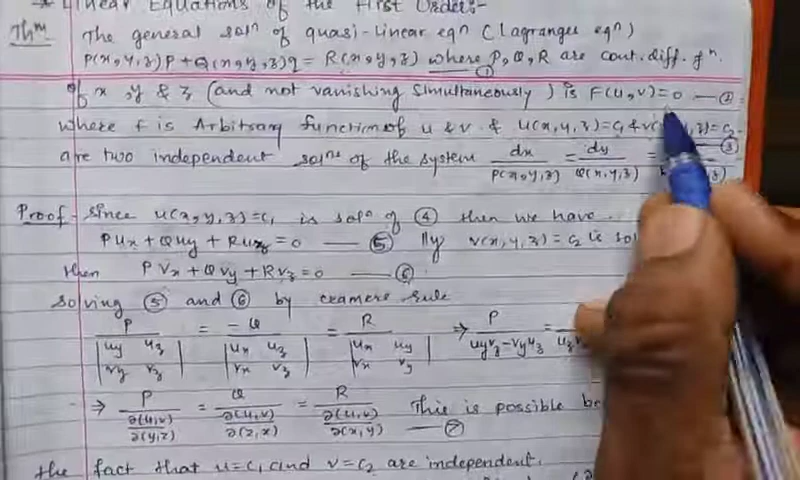 → Linear Equations of the First Order:-
Thm The general solⁿ of quasi-linear eqⁿ (Lagranges eqⁿ)
P(x,y,z)p + Q(x,y,z)q = R(x,y,z) —① where P,Q,R are cont. diff. fⁿ.
of x,y & z (and not vanishing simultaneously) is F(u,v)=0 —②
where F is Arbitrary function of u & v & u(x,y,z)=C₁ & v( ,z)=C₂ —③
are two independent solⁿs of the system dx/P(x,y,z) = dy/Q(x,y,z) =
Proof - Since u(x,y,z)=C₁ is solⁿ of ④ then we have.
Pux + Quy + Ruz = 0 —⑤ lly v(x,y,z)=C₂ is
then Pvx + Qvy + Rvz = 0 —⑥
Solving ⑤ and ⑥ by cramers rule
P/|uy uz; vy vz| = -Q/|ux uz; vx vz| = R/|ux uy; vx vy| ⇒ P/(uyvz-vyuz) =
⇒ P/(∂(u,v)/∂(y,z)) = Q/(∂(u,v)/∂(z,x)) = R/(∂(u,v)/∂(x,y)) —⑦ This is possible
the fact that u=C₁ and v=C₂ are independent.